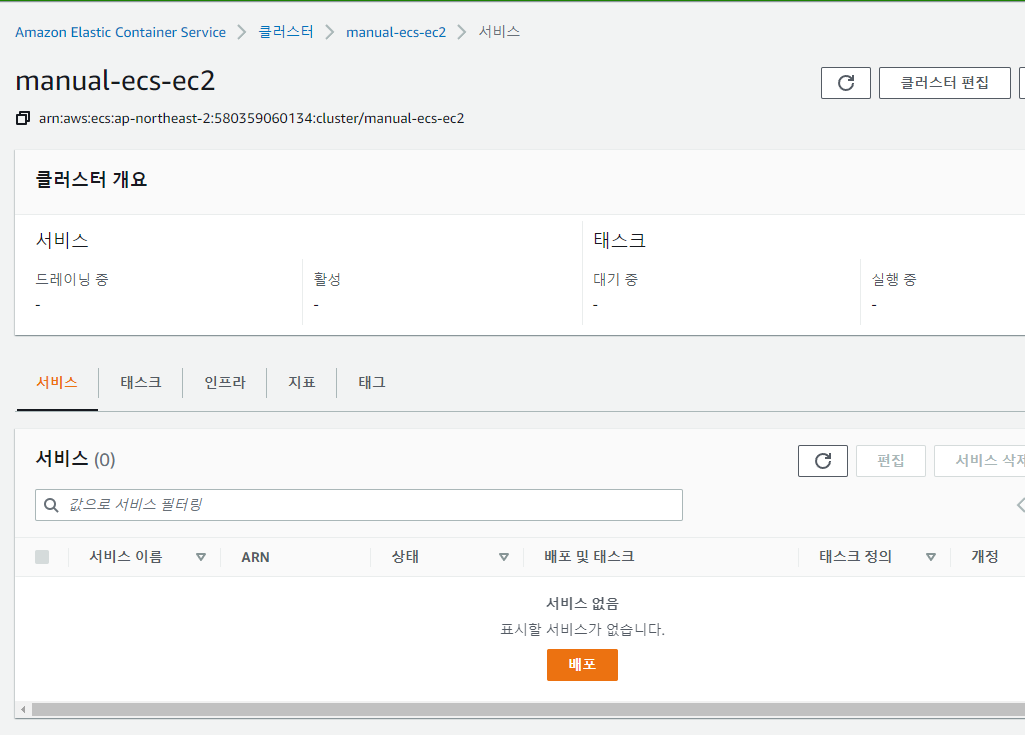 Amazon Elastic Container Service > 클러스터 > manual-ecs-ec2 > 서비스
manual-ecs-ec2
클러스터 편집
arn:aws:ecs:ap-northeast-2:580359060134:cluster/manual-ecs-ec2
클러스터 개요
서비스
태스크
드레이닝 중
활성
대기 중
실행 중
- - - -
서비스 태스크 인프라 지표 태그
서비스 (0)
편집
서비스 삭제
값으로 서비스 필터링
서비스 이름 ARN 상태 배포 및 태스크 태스크 정의 개정
서비스 없음
표시할 서비스가 없습니다.
배포